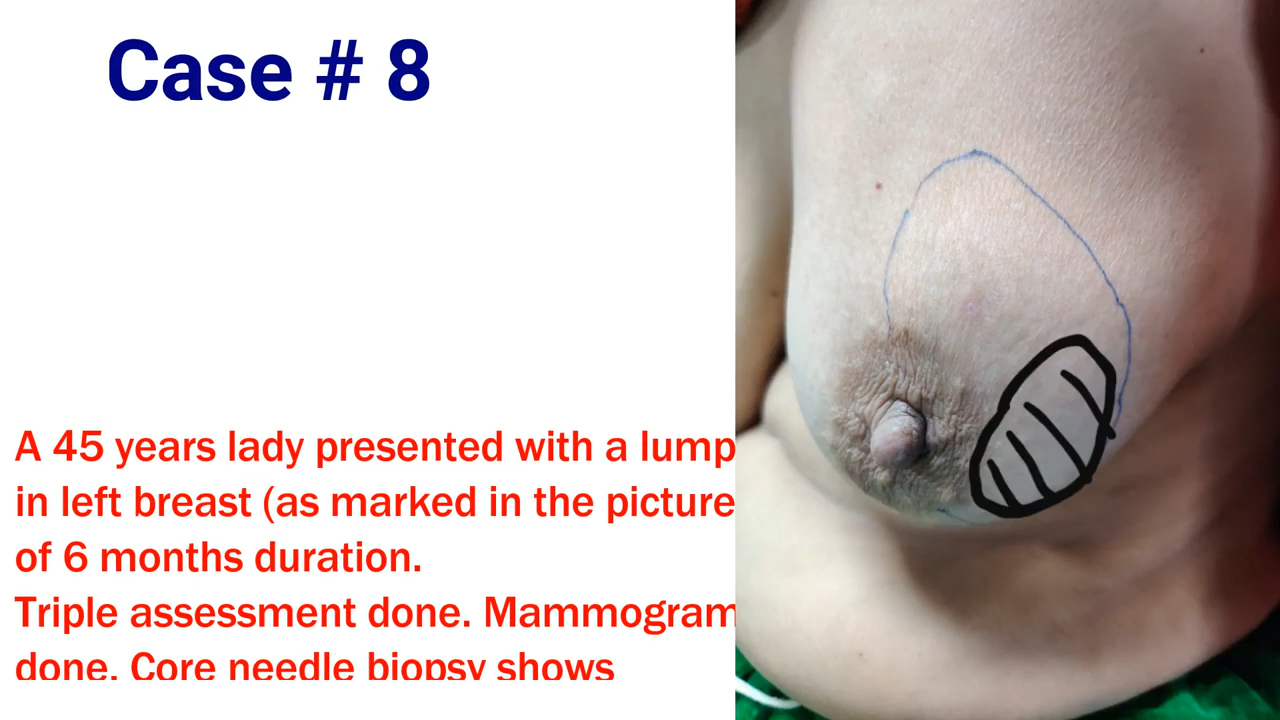 Case # 8
A 45 years lady presented with a lump
in left breast (as marked in the picture
of 6 months duration.
Triple assessment done. Mammogram
done. Core needle biopsy shows